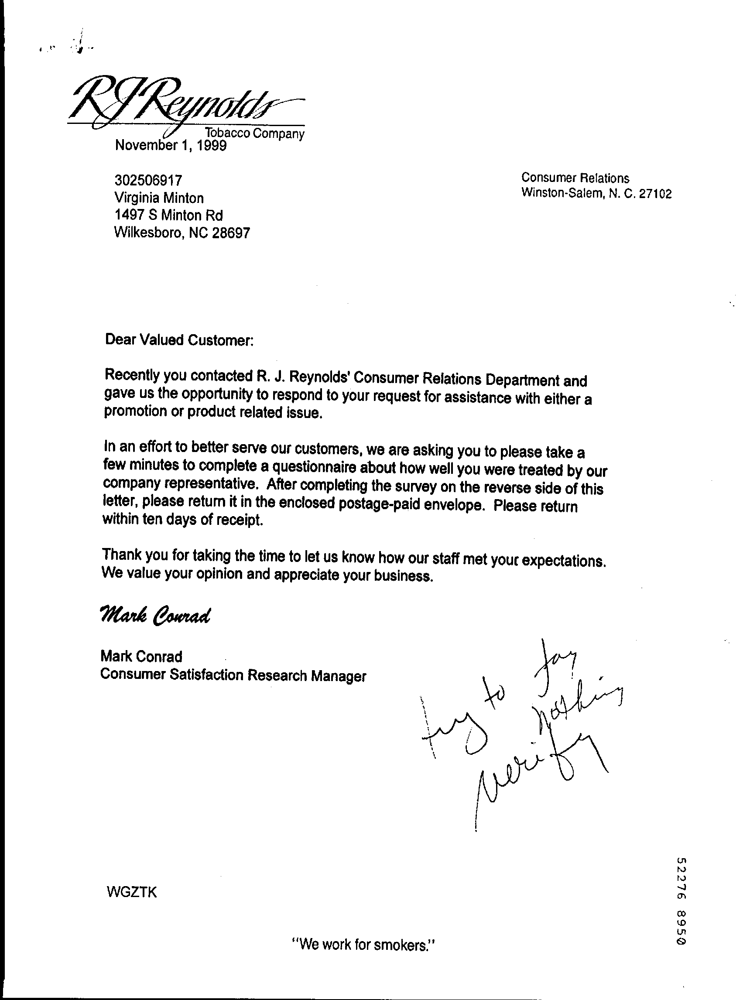 RJReynolds
Tobacco Company
November 1, 1999
302506917
Virginia Minton
1497 S Minton Rd
Wilkesboro, NC 28697
Consumer Relations
Winston-Salem, N. C. 27102
Dear Valued Customer:
Recently you contacted R. J. Reynolds' Consumer Relations Department and
gave us the opportunity to respond to your request for assistance with either a
promotion or product related issue.
In an effort to better serve our customers, we are asking you to please take a
few minutes to complete a questionnaire about how well you were treated by our
company representative. After completing the survey on the reverse side of this
letter, please return it in the enclosed postage-paid envelope. Please return
within ten days of receipt.
Thank you for taking the time to let us know how our staff met your expectations.
We value your opinion and appreciate your business.
Mark Conrad
Mark Conrad
Consumer Satisfaction Research Manager
try to
nothing
verify
WGZTK
"We work for smokers."
52276 8950